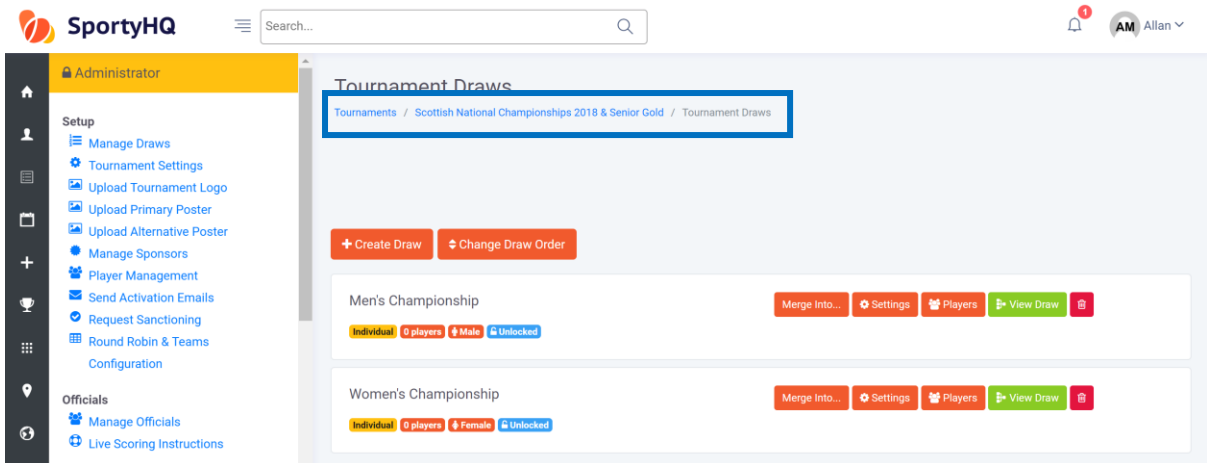 SportyHQ
Search...
1
AM Allan
Administrator
Setup
Manage Draws
Tournament Settings
Upload Tournament Logo
Upload Primary Poster
Upload Alternative Poster
Manage Sponsors
Player Management
Send Activation Emails
Request Sanctioning
Round Robin & Teams
Configuration
Officials
Manage Officials
Live Scoring Instructions
Tournament Draws
Tournaments / Scottish National Championships 2018 & Senior Gold / Tournament Draws
Create Draw Change Draw Order
Men's Championship
Merge Into... Settings Players View Draw
Individual 0 players Male Unlocked
Women's Championship
Merge Into... Settings Players View Draw
Individual 0 players Female Unlocked